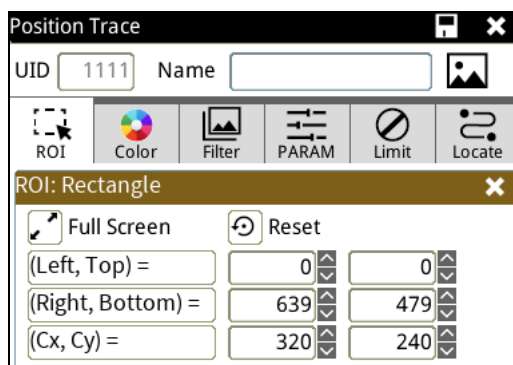 Position Trace
UID 1111 Name
ROI Color Filter PARAM Limit Locate
ROI: Rectangle
Full Screen Reset
(Left, Top) = 0 0
(Right, Bottom) = 639 479
(Cx, Cy) = 320 240